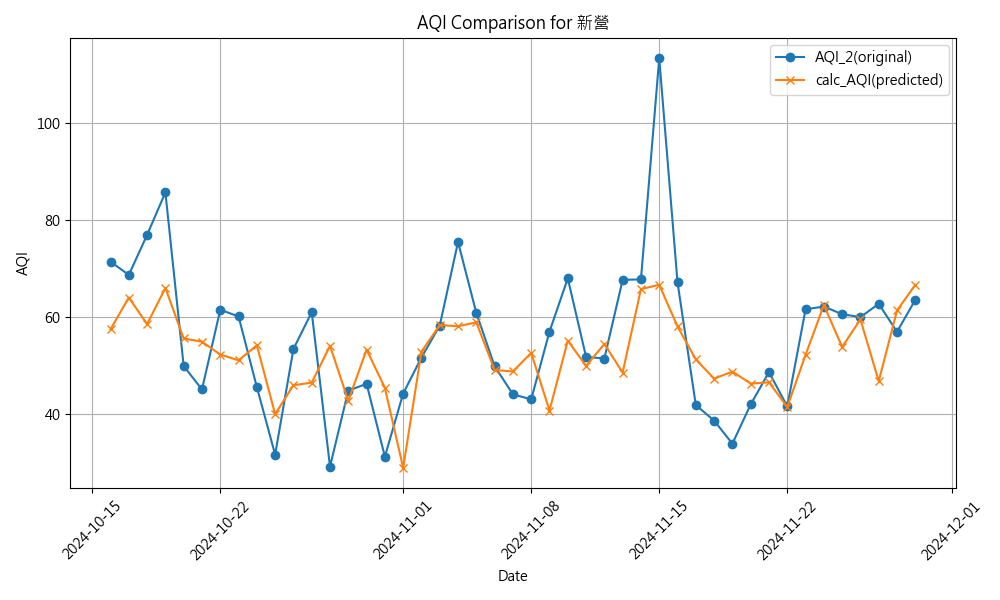 AQI Comparison for 新營
AQI_2(original)
calc_AQI(predicted)
AQI
100
80
60
40
2024-10-15
2024-10-22
2024-11-01
2024-11-08
2024-11-15
2024-11-22
2024-12-01
Date